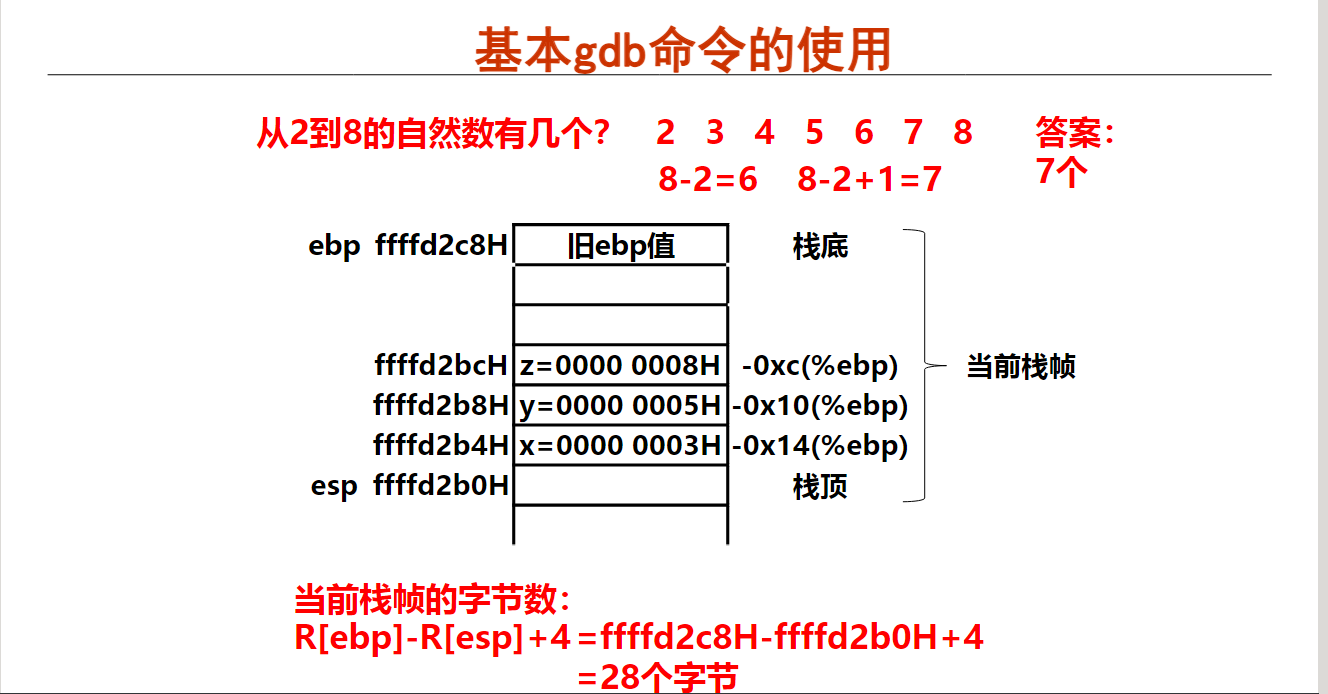 基本gdb命令的使用
从2到8的自然数有几个? 2 3 4 5 6 7 8 答案:
8-2=6 8-2+1=7 7个
ebp ffffd2c8H 旧ebp值 栈底
ffffd2bcH z=0000 0008H -0xc(%ebp) 当前栈帧
ffffd2b8H y=0000 0005H -0x10(%ebp)
ffffd2b4H x=0000 0003H -0x14(%ebp)
esp ffffd2b0H 栈顶
当前栈帧的字节数:
R[ebp]-R[esp]+4=ffffd2c8H-ffffd2b0H+4
=28个字节